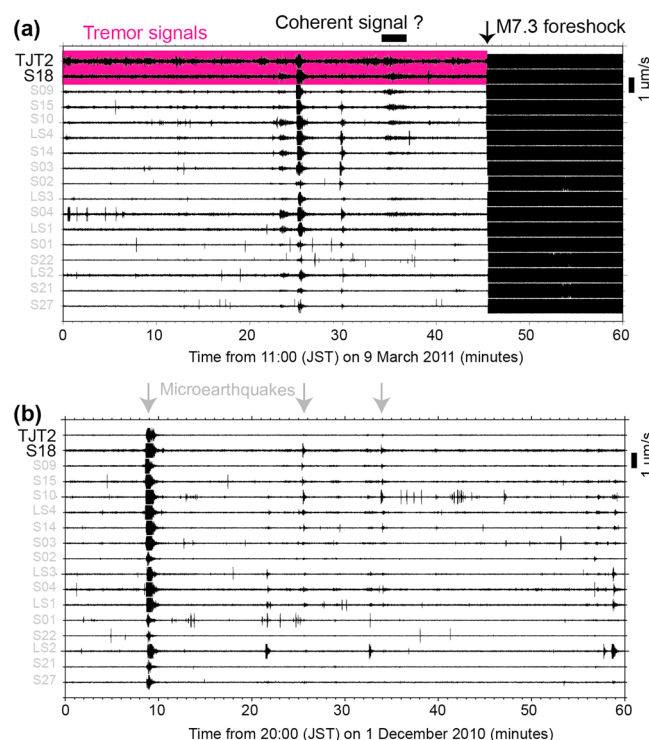 (a) Tremor signals Coherent signal ? M7.3 foreshock
TJT2
S18
1 µm/s
S09
S15
S10
LS4
S14
S03
S02
LS3
S04
LS1
S01
S22
LS2
S21
S27
0 10 20 30 40 50 60
Time from 11:00 (JST) on 9 March 2011 (minutes)
(b) Microearthquakes
TJT2
S18
1 µm/s
S09
S15
S10
LS4
S14
S03
S02
LS3
S04
LS1
S01
S22
LS2
S21
S27
0 10 20 30 40 50 60
Time from 20:00 (JST) on 1 December 2010 (minutes)